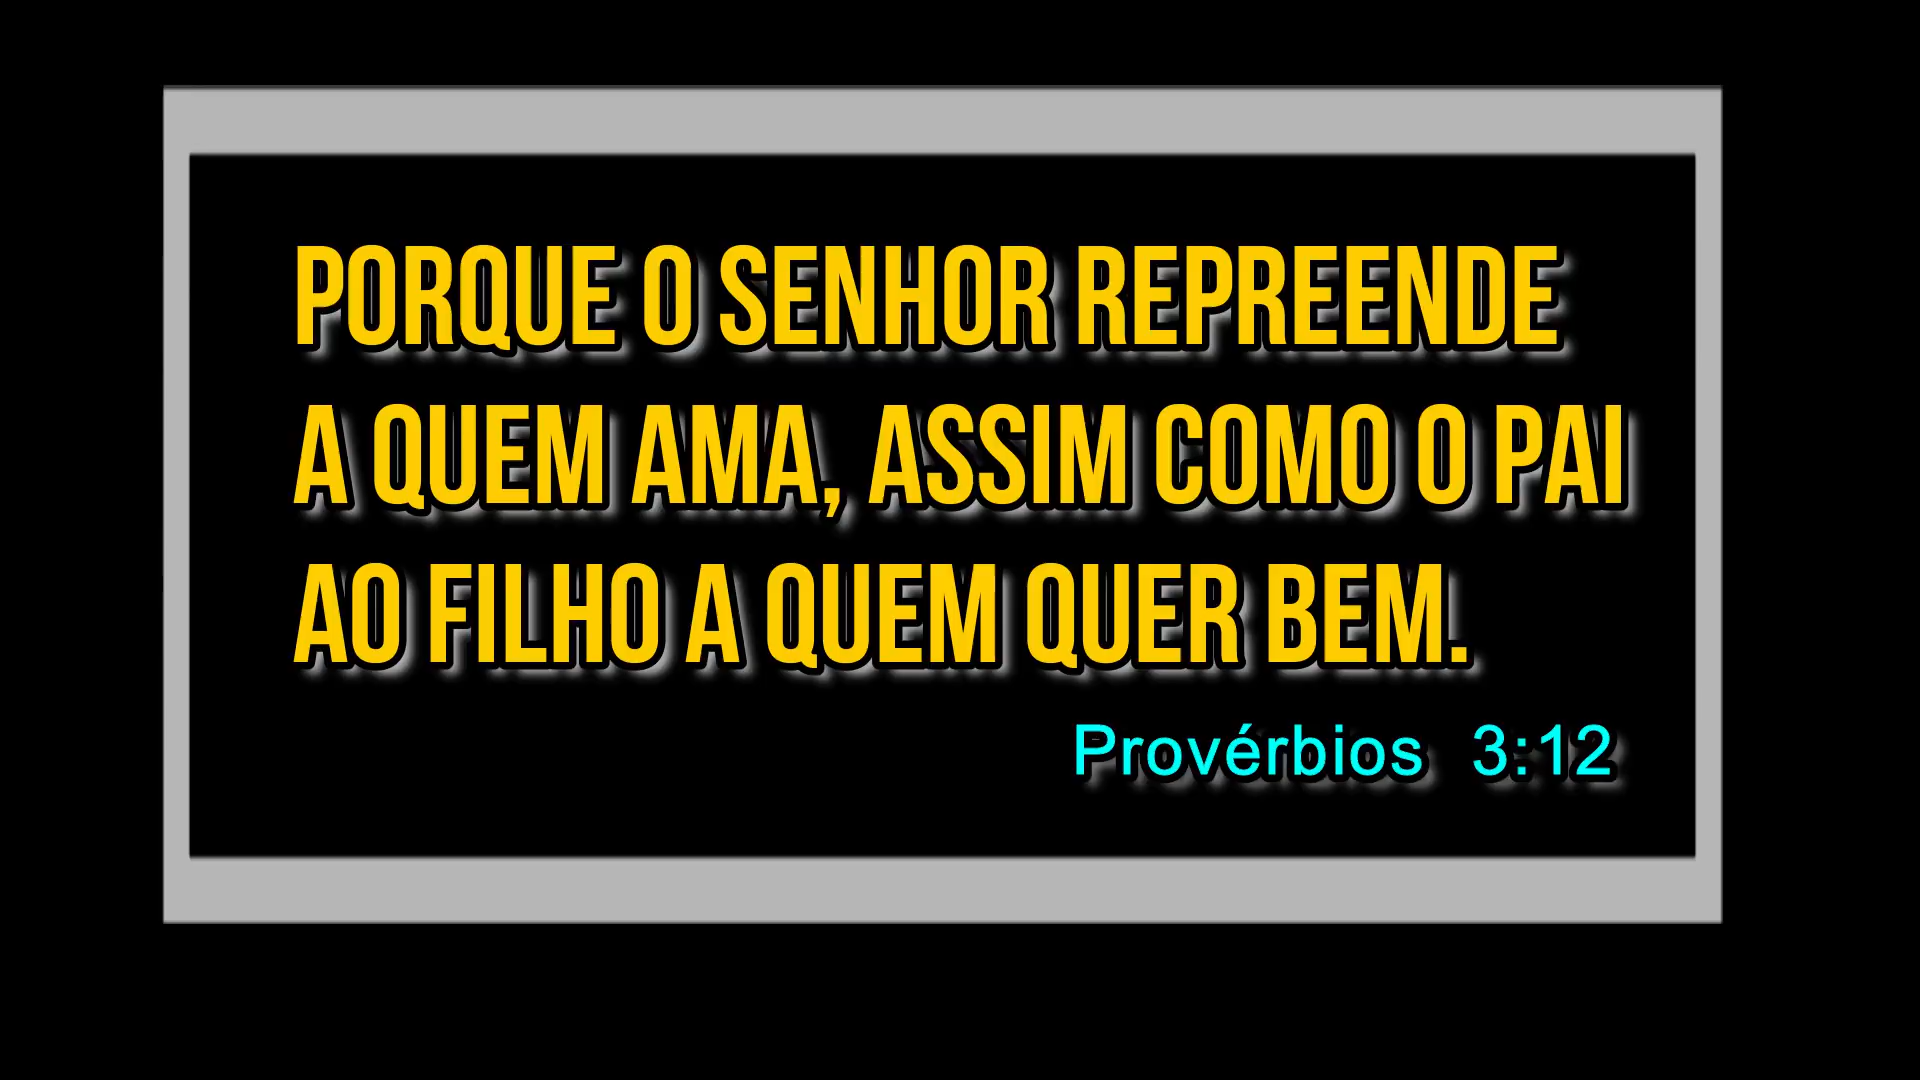 PORQUE O SENHOR REPREENDE
A QUEM AMA, ASSIM COMO O PAI
AO FILHO A QUEM QUER BEM.
Provérbios 3:12